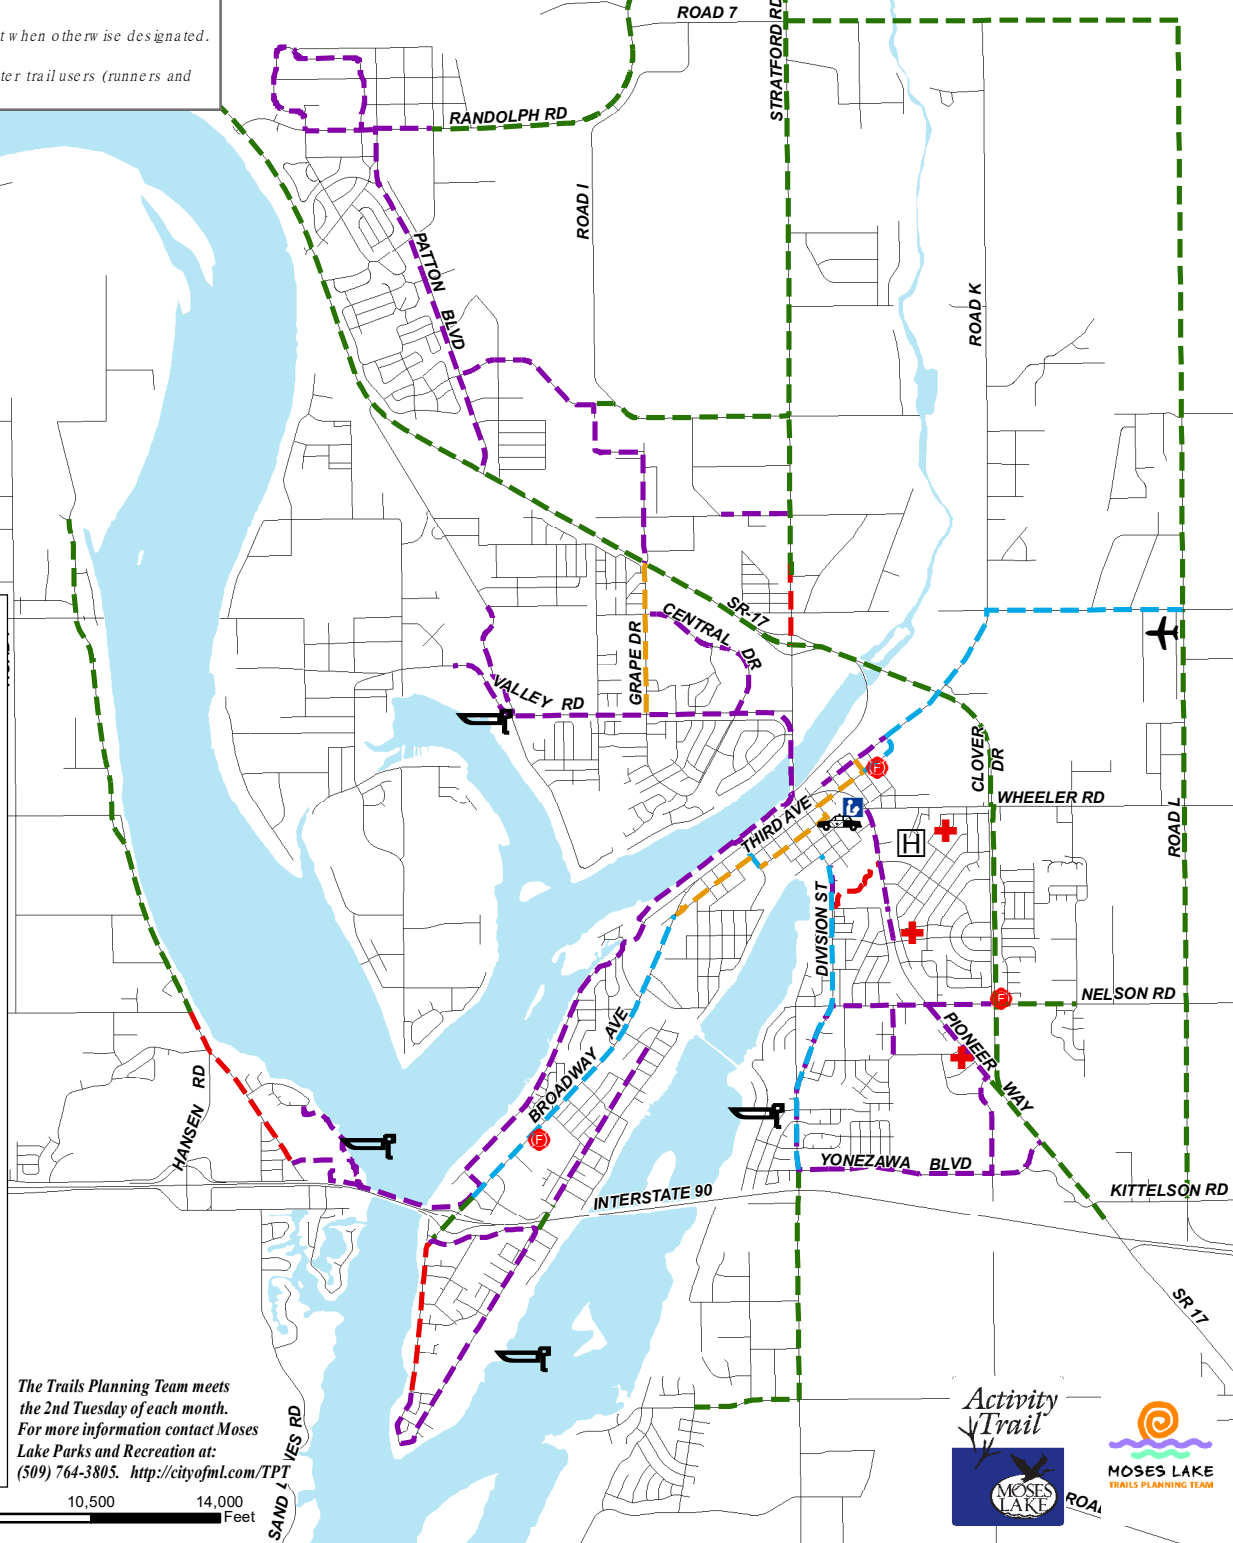 t when otherwise designated.
ter trail users (runners and
ROAD 7
STRATFORD RD
RANDOLPH RD
ROAD I
PATTON BLVD
ROAD K
SR-17
CENTRAL DR
GRAPE DR
VALLEY RD
CLOVER DR
WHEELER RD
THIRD AVE
H
ROAD L
DIVISION ST
F
F
NELSON RD
PIONEER WAY
BROADWAY AVE
F
HANSEN RD
YONEZAWA BLVD
INTERSTATE 90
KITTELSON RD
SR 17
The Trails Planning Team meets
the 2nd Tuesday of each month.
For more information contact Moses
Lake Parks and Recreation at:
(509) 764-3805. http://cityofml.com/TPT
10,500 14,000
Feet
SAND
RD
Activity
Trail
MOSES
LAKE
MOSES LAKE
TRAILS PLANNING TEAM